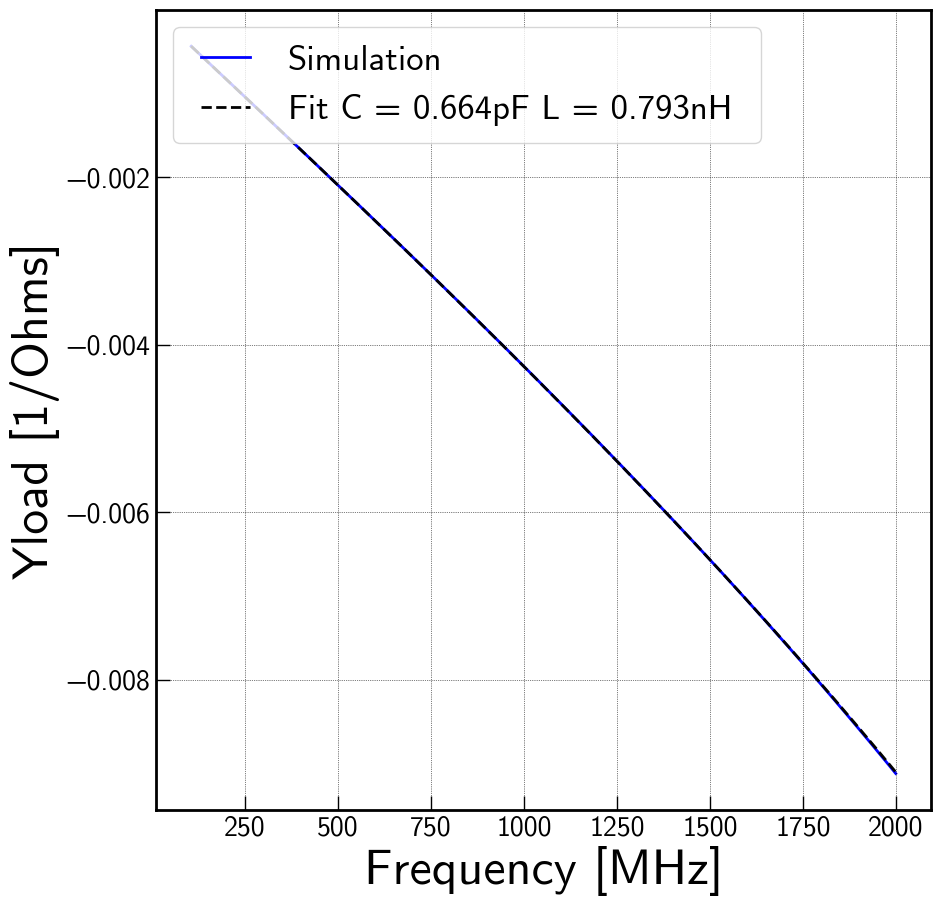 Simulation
Fit C = 0.664pF L = 0.793nH
−0.002
−0.004
−0.006
−0.008
Yload [1/Ohms]
250 500 750 1000 1250 1500 1750 2000
Frequency [MHz]